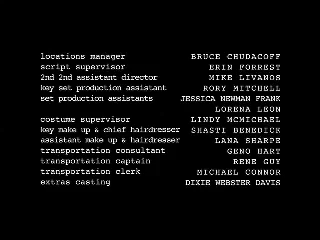 locations manager BRUCE CHUDACOFF
script supervisor ERIN FORREST
2nd 2nd assistant director MIKE LIVANOS
key set production assistant RORY MITCHELL
set production assistants JESSICA NEWMAN FRANK
LORENA LEON
costume supervisor LINDY MCMICHAEL
key make up & chief hairdresser SHASTI BENEDICK
assistant make up & hairdresser LANA SHARPE
transportation consultant GENO HART
transportation captain RENE GUY
transportation clerk MICHAEL CONNOR
extras casting DIXIE WEBSTER DAVIS